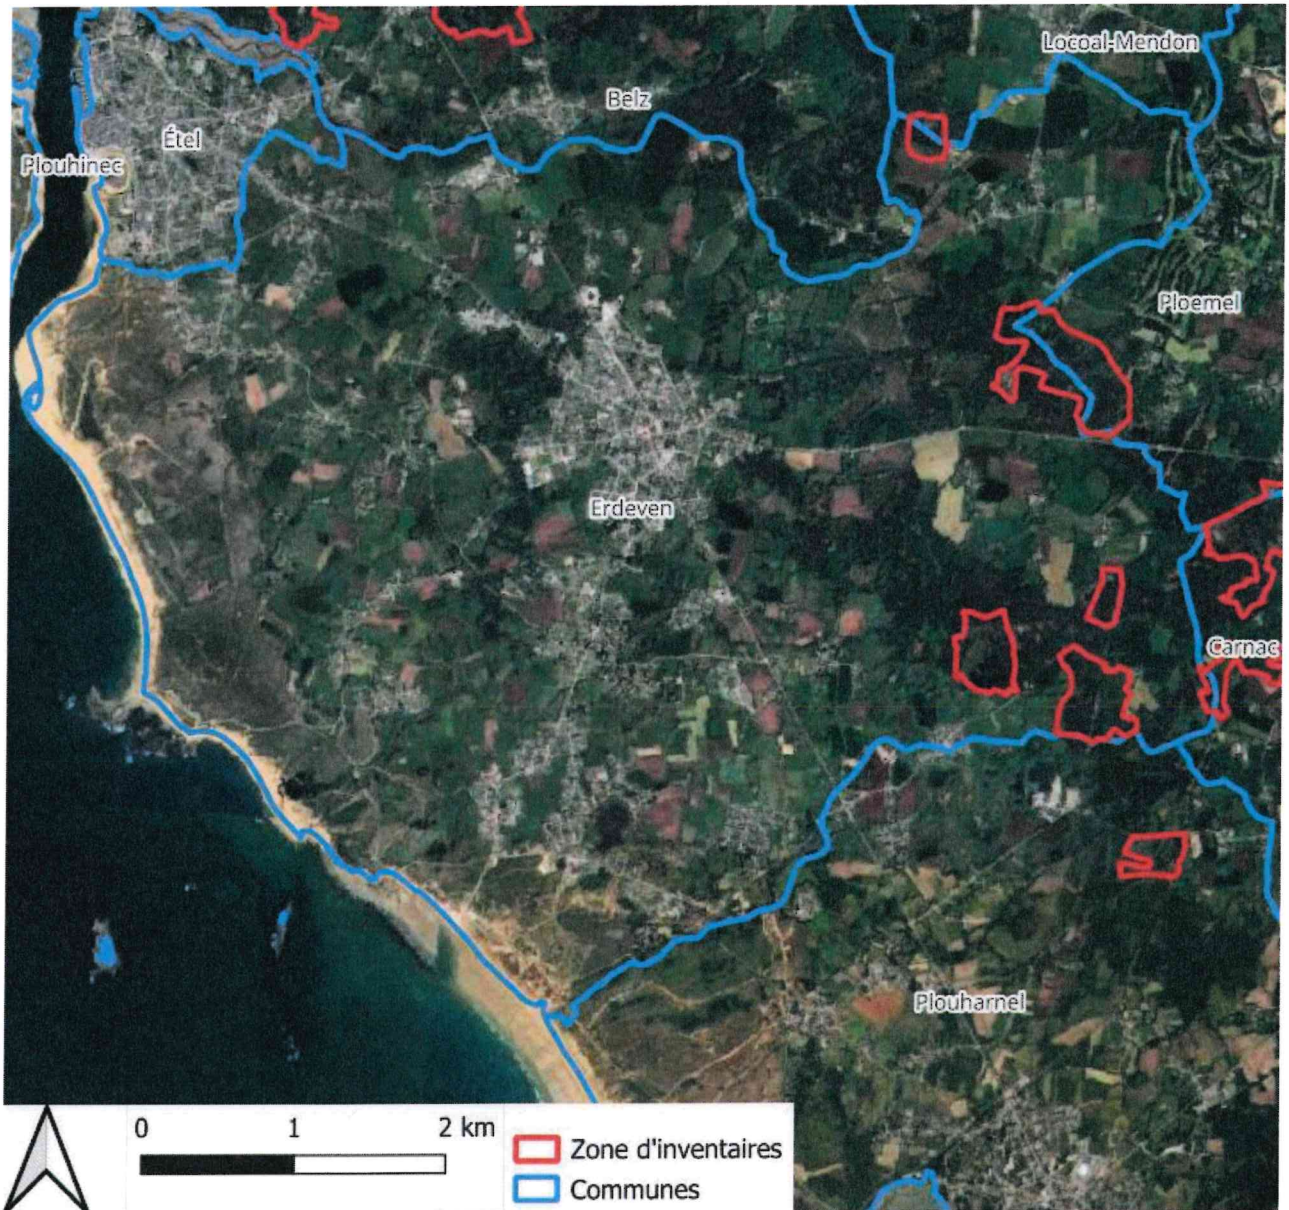 Locoal-Mendon
Belz
Étel
Plouhinec
Ploemel
Erdeven
Carnac
Plouharnel
0 1 2 km
Zone d'inventaires
Communes